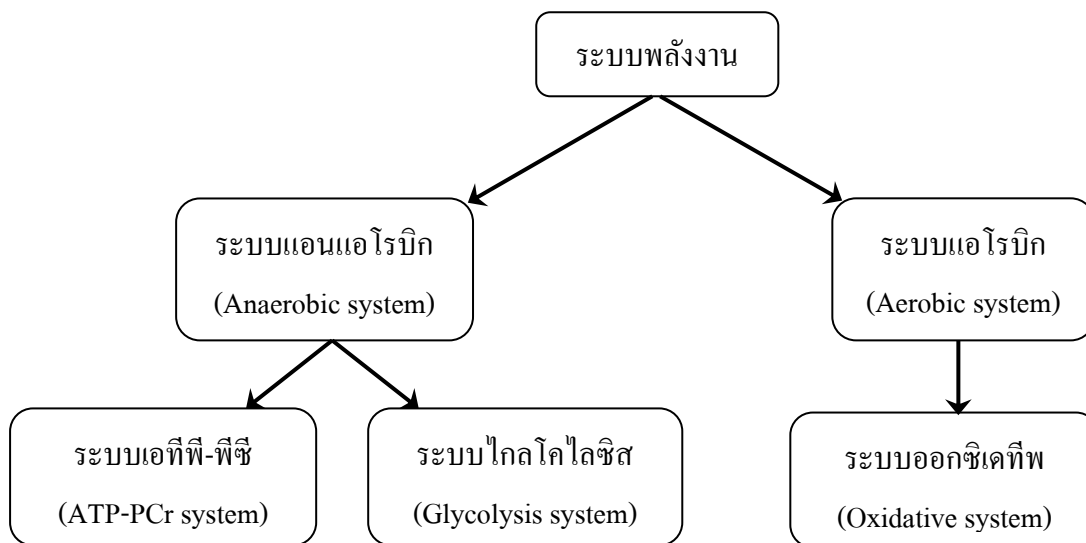 ระบบพลังงาน
ระบบแอนแอโรบิก
(Anaerobic system)
ระบบแอโรบิก
(Aerobic system)
ระบบเอทีพี-พีซี
(ATP-PCr system)
ระบบไกลโคไลซิส
(Glycolysis system)
ระบบออกซิเดทีพ
(Oxidative system)